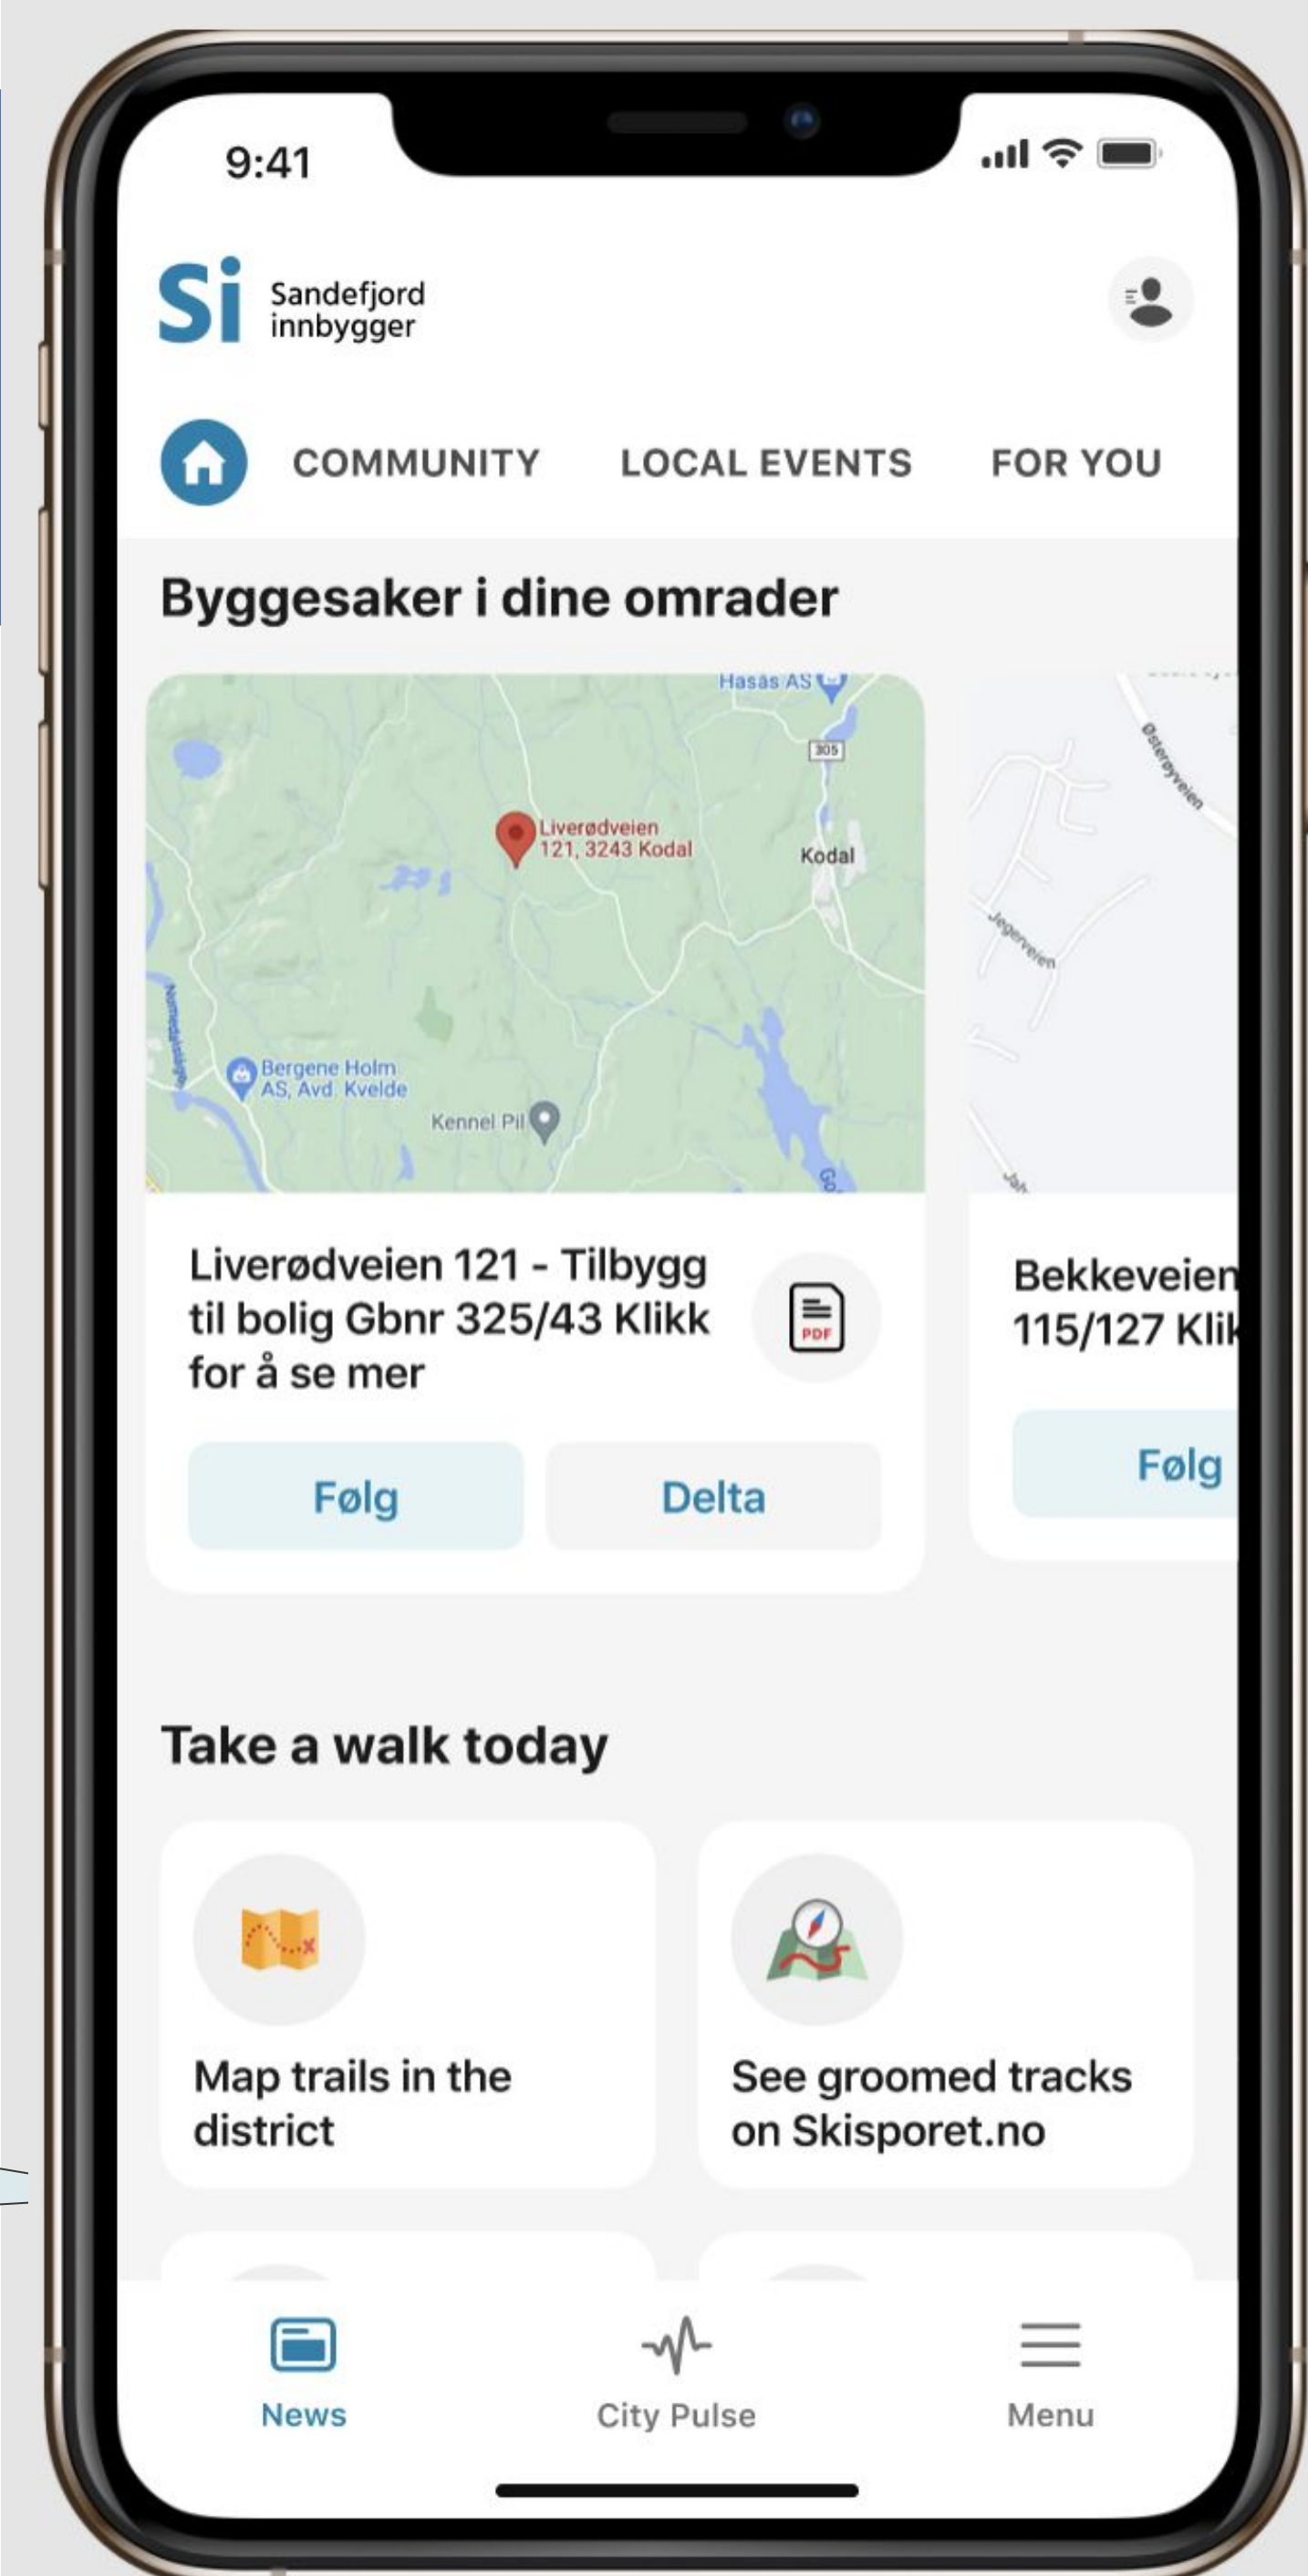 9:41
Si
Sandefjord
innbygger
COMMUNITY
LOCAL EVENTS
FOR YOU
Byggesaker i dine omrader
Hasås AS
305
Liverødveien
121, 3243 Kodal
Kodal
Bergene Holm
AS, Avd. Kvelde
Kennel Pil
Østerøyveien
Jegerveien
Jah
Liverødveien 121 - Tilbygg
til bolig Gbnr 325/43 Klikk
for å se mer
PDF
Følg
Delta
Bekkeveien
115/127 Klik
Følg
Take a walk today
Map trails in the
district
See groomed tracks
on Skisporet.no
News
City Pulse
Menu